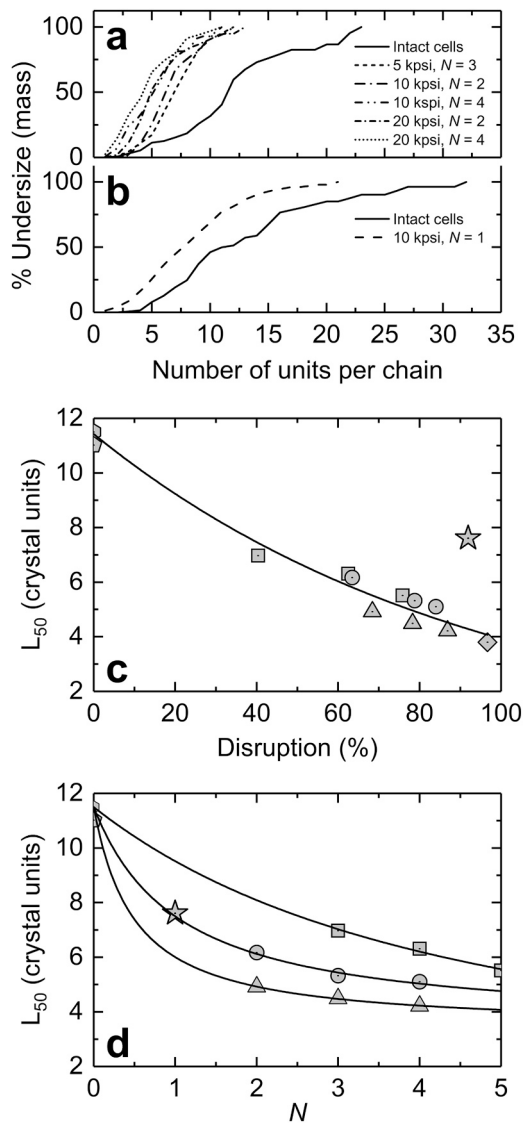 a
100
50
0
Intact cells
5 kpsi, N = 3
10 kpsi, N = 2
10 kspi, N = 4
20 kpsi, N = 2
20 kpsi, N = 4
% Undersize (mass)
b
100
50
0
Intact cells
10 kpsi, N = 1
0 5 10 15 20 25 30 35
Number of units per chain
12
10
8
6
4
2
L50 (crystal units)
c
0 20 40 60 80 100
Disruption (%)
12
10
8
6
4
2
L50 (crystal units)
d
0 1 2 3 4 5
N